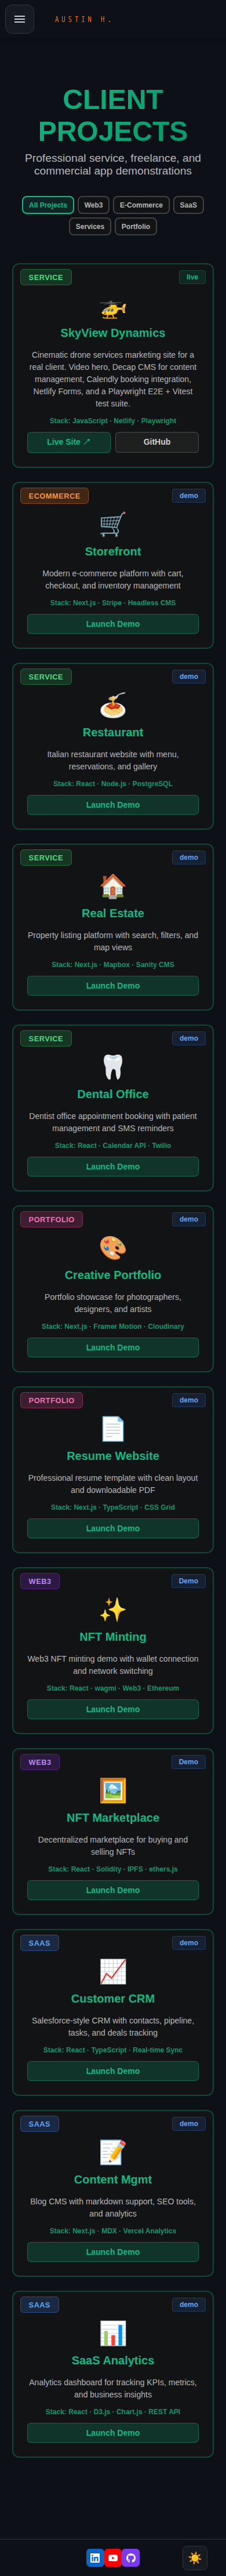 AUSTIN H.
CLIENT
PROJECTS
Professional service, freelance, and
commercial app demonstrations
All Projects
Web3
E-Commerce
SaaS
Services
Portfolio
SERVICE
live
SkyView Dynamics
Cinematic drone services marketing site for a
real client. Video hero, Decap CMS for content
management, Calendly booking integration,
Netlify Forms, and a Playwright E2E + Vitest
test suite.
Stack: JavaScript · Netlify · Playwright
Live Site ↗
GitHub
ECOMMERCE
demo
Storefront
Modern e-commerce platform with cart,
checkout, and inventory management
Stack: Next.js · Stripe · Headless CMS
Launch Demo
SERVICE
demo
Restaurant
Italian restaurant website with menu,
reservations, and gallery
Stack: React · Node.js · PostgreSQL
Launch Demo
SERVICE
demo
Real Estate
Property listing platform with search, filters, and
map views
Stack: Next.js · Mapbox · Sanity CMS
Launch Demo
SERVICE
demo
Dental Office
Dentist office appointment booking with patient
management and SMS reminders
Stack: React · Calendar API · Twilio
Launch Demo
PORTFOLIO
demo
Creative Portfolio
Portfolio showcase for photographers,
designers, and artists
Stack: Next.js · Framer Motion · Cloudinary
Launch Demo
PORTFOLIO
demo
Resume Website
Professional resume template with clean layout
and downloadable PDF
Stack: Next.js · TypeScript · CSS Grid
Launch Demo
WEB3
Demo
NFT Minting
Web3 NFT minting demo with wallet connection
and network switching
Stack: React · wagmi · Web3 · Ethereum
Launch Demo
WEB3
Demo
NFT Marketplace
Decentralized marketplace for buying and
selling NFTs
Stack: React · Solidity · IPFS · ethers.js
Launch Demo
SAAS
demo
Customer CRM
Salesforce-style CRM with contacts, pipeline,
tasks, and deals tracking
Stack: React · TypeScript · Real-time Sync
Launch Demo
SAAS
demo
Content Mgmt
Blog CMS with markdown support, SEO tools,
and analytics
Stack: Next.js · MDX · Vercel Analytics
Launch Demo
SAAS
demo
SaaS Analytics
Analytics dashboard for tracking KPIs, metrics,
and business insights
Stack: React · D3.js · Chart.js · REST API
Launch Demo